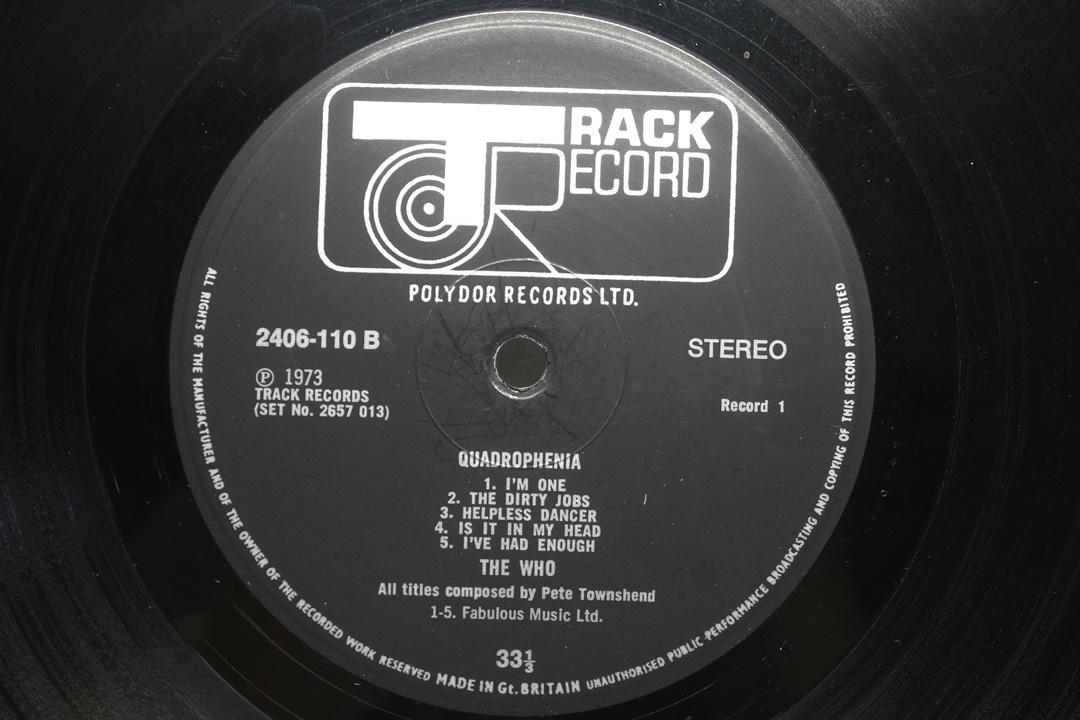 TRACK
RECORD
POLYDOR RECORDS LTD.
2406-110 B
STEREO
Ⓟ 1973
TRACK RECORDS
(SET No. 2657 013)
Record 1
QUADROPHENIA
1. I'M ONE
2. THE DIRTY JOBS
3. HELPLESS DANCER
4. IS IT IN MY HEAD
5. I'VE HAD ENOUGH
THE WHO
All titles composed by Pete Townshend
1-5. Fabulous Music Ltd.
33⅓
ALL RIGHTS OF THE MANUFACTURER AND OF THE OWNER OF THE RECORDED WORK RESERVED MADE IN Gt. BRITAIN UNAUTHORISED PUBLIC PERFORMANCE BROADCASTING AND COPYING OF THIS RECORD PROHIBITED